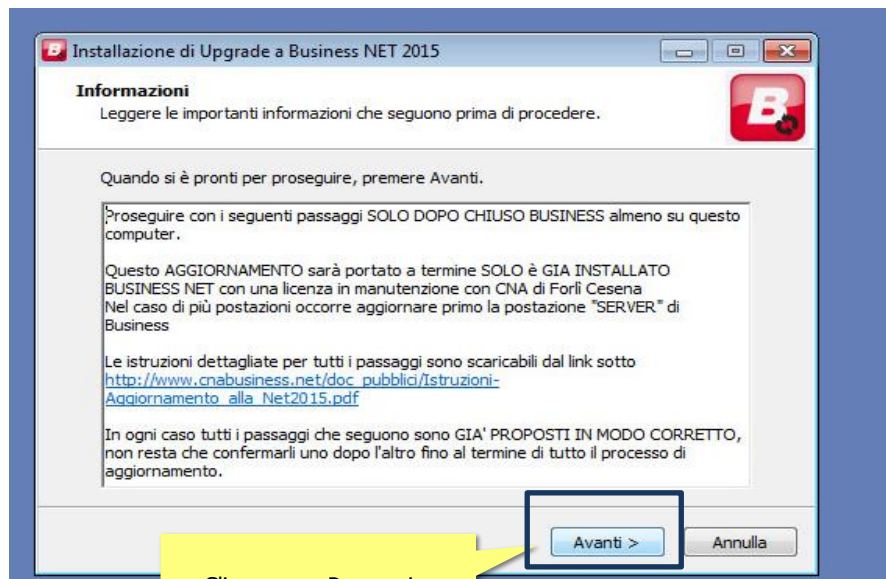 Installazione di Upgrade a Business NET 2015
Informazioni
Leggere le importanti informazioni che seguono prima di procedere.
B
Quando si è pronti per proseguire, premere Avanti.
Proseguire con i seguenti passaggi SOLO DOPO CHIUSO BUSINESS almeno su questo
computer.
Questo AGGIORNAMENTO sarà portato a termine SOLO è GIA INSTALLATO
BUSINESS NET con una licenza in manutenzione con CNA di Forlì Cesena
Nel caso di più postazioni occorre aggiornare primo la postazione "SERVER" di
Business
Le istruzioni dettagliate per tutti i passaggi sono scaricabili dal link sotto
http://www.cnabusiness.net/doc_pubblici/Istruzioni-
Aggiornamento_alla_Net2015.pdf
In ogni caso tutti i passaggi che seguono sono GIA' PROPOSTI IN MODO CORRETTO,
non resta che confermarli uno dopo l'altro fino al termine di tutto il processo di
aggiornamento.
Avanti >
Annulla